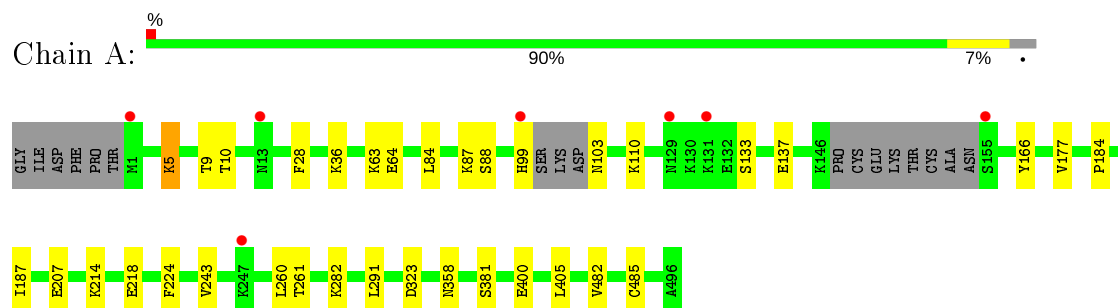 %
Chain A:
90% 7% •
GLY ILE ASP PHE PRO THR M1 K5 T9 T10 N13 F28 K36 K63 E64 L84 K87 S88 H99 SER LYS ASP N103 K110 N129 K130 K131 E132 S133 E137 K146 PRO CYS GLU LYS THR CYS ALA ASN S155 Y166 V177 P184
I187 E207 K214 E218 F224 V243 K247 L260 T261 K282 L291 D323 N358 S381 E400 L405 V482 C485 A496